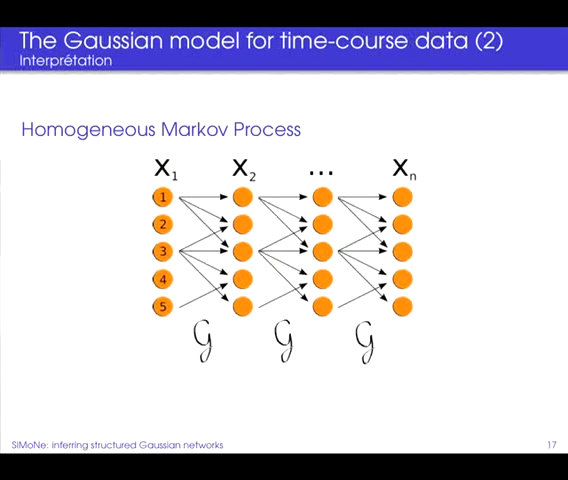 The Gaussian model for time-course data (2)
Interprétation
Homogeneous Markov Process
X1 X2 ... Xn
1
2
3
4
5
G G G
SIMoNe: inferring structured Gaussian networks 17